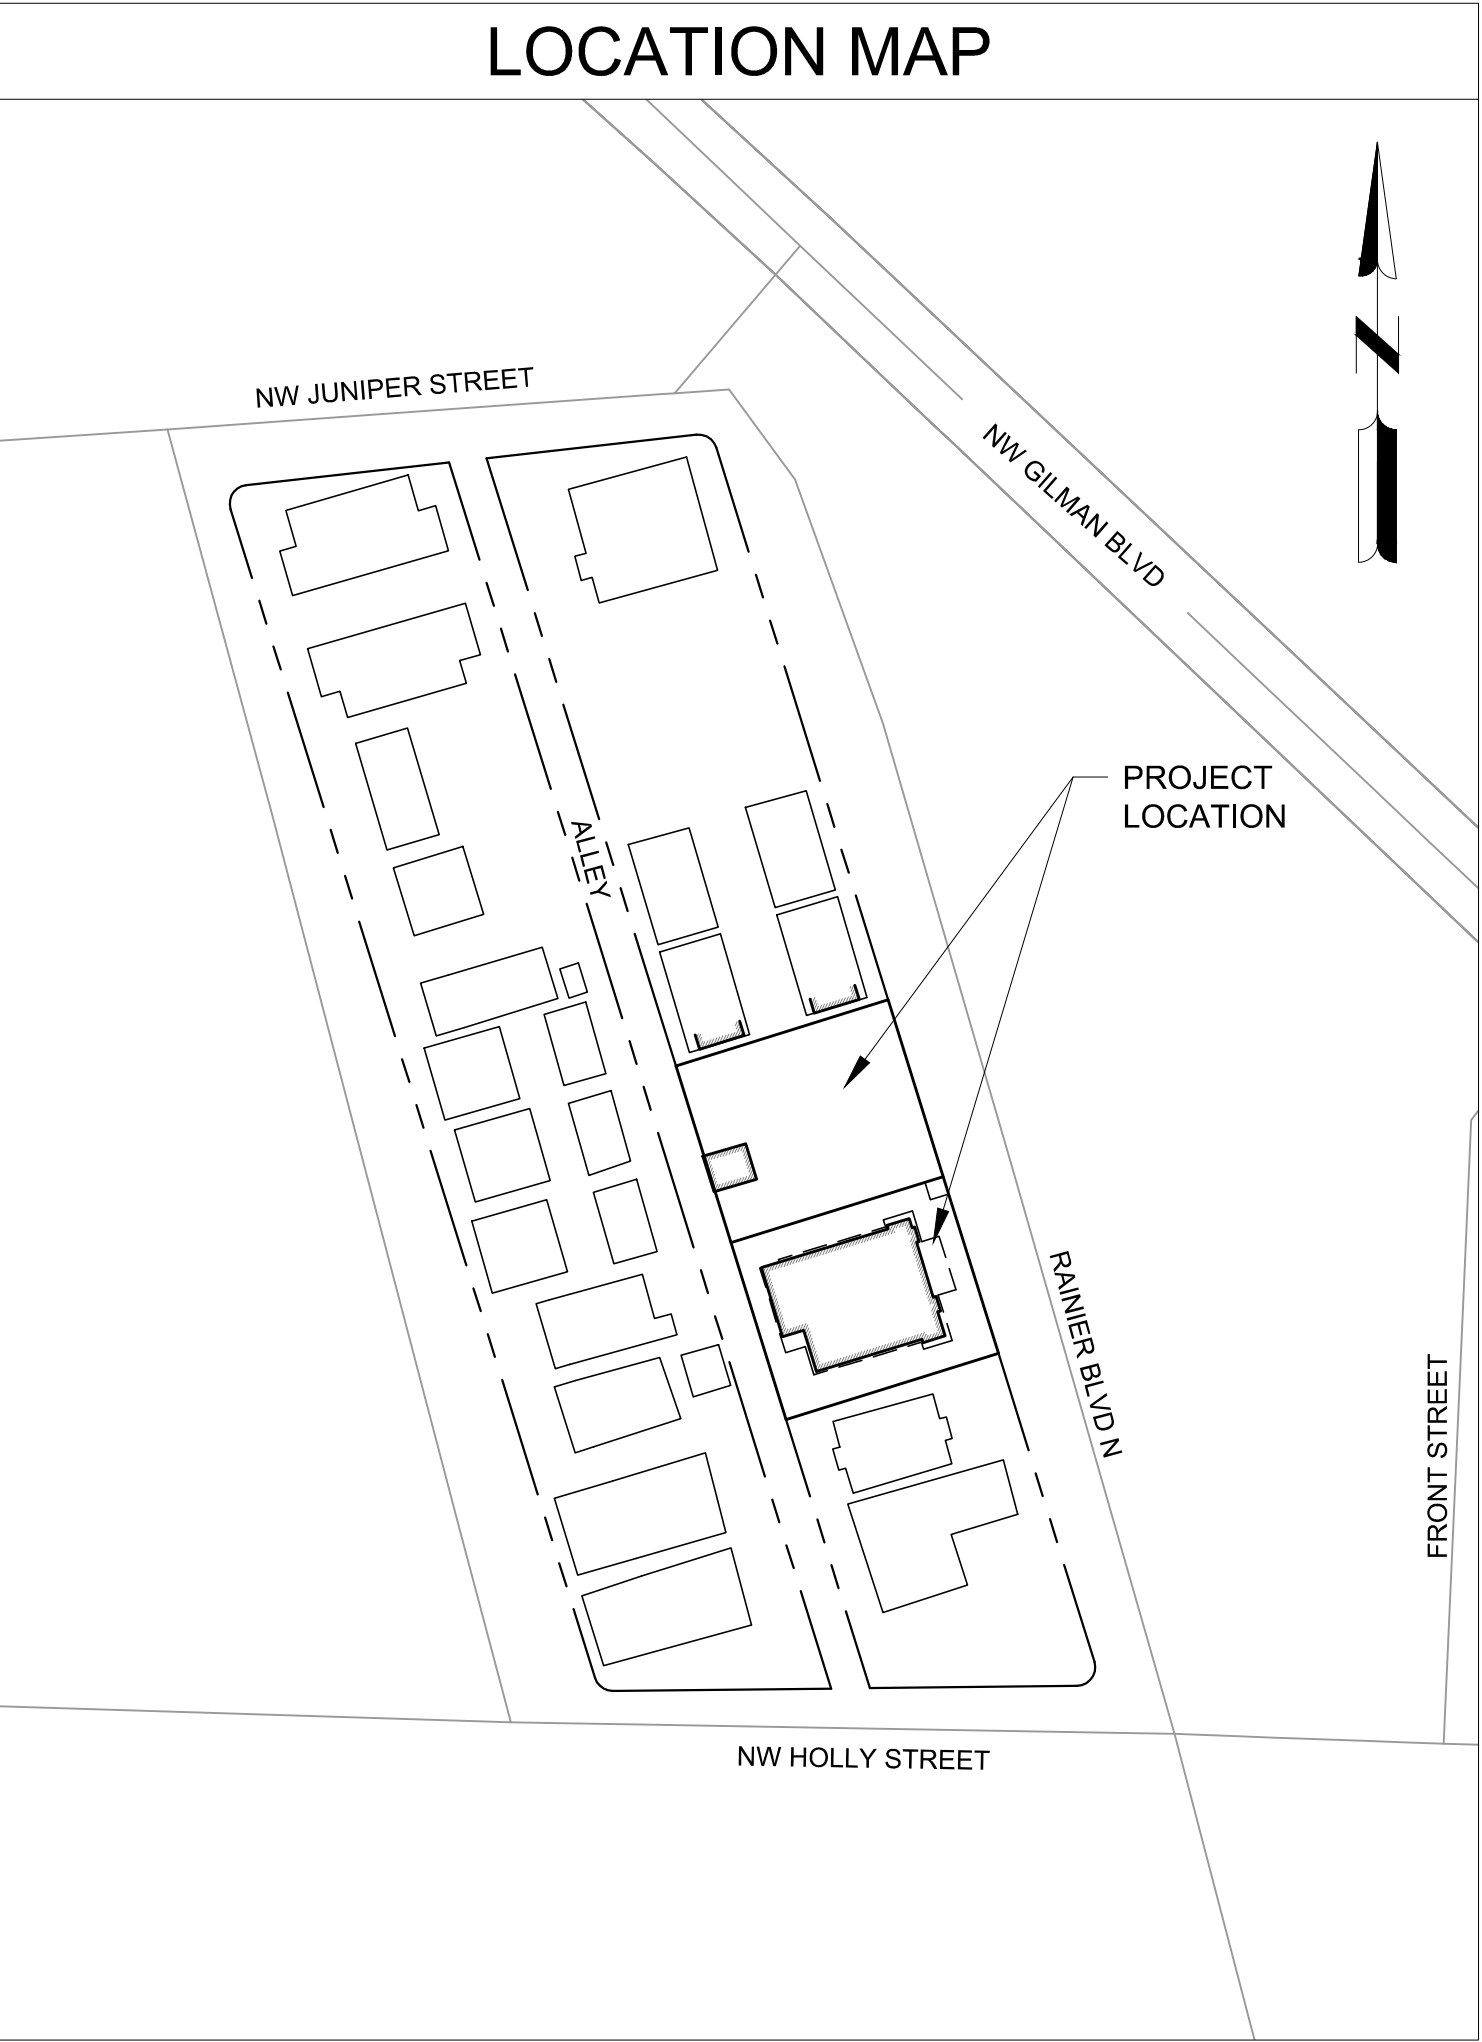 LOCATION MAP
N
NW JUNIPER STREET
NW GILMAN BLVD
PROJECT
LOCATION
ALLEY
RAINIER BLVD N
FRONT STREET
NW HOLLY STREET